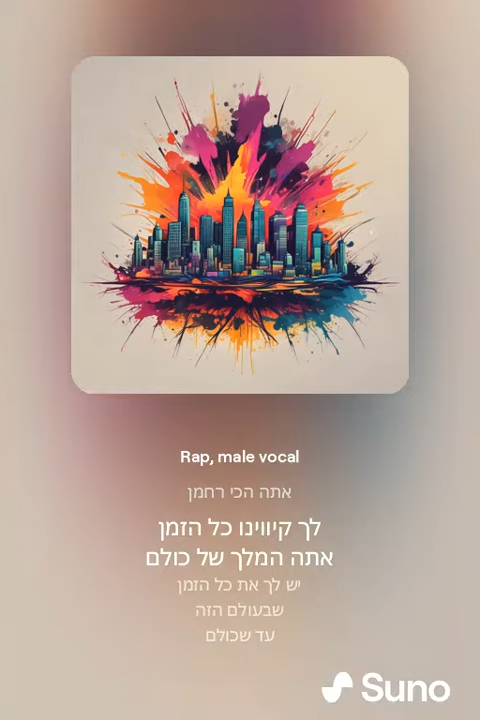 Rap, male vocal
אתה הכי רחמן
לך קיווינו כל הזמן
אתה המלך של כולם
יש לך את כל הזמן
שבעולם הזה
עד שכולם
Suno